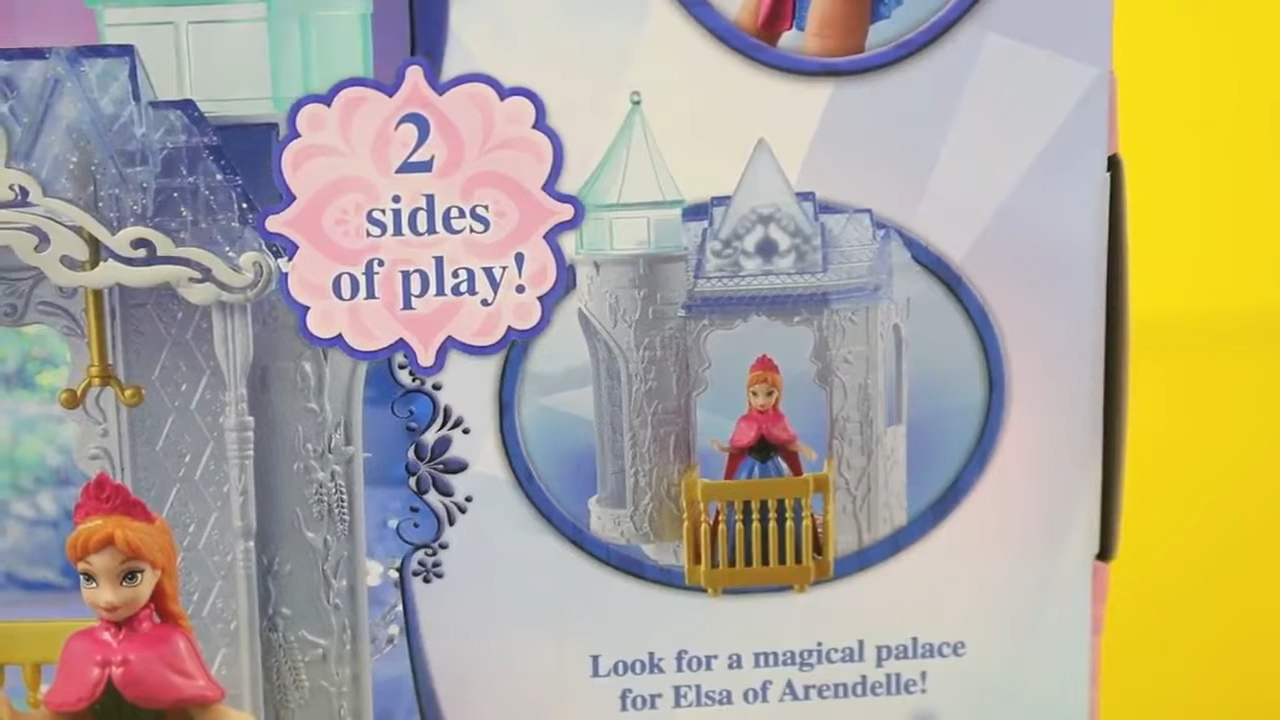 2
sides
of play!
Look for a magical palace
for Elsa of Arendelle!